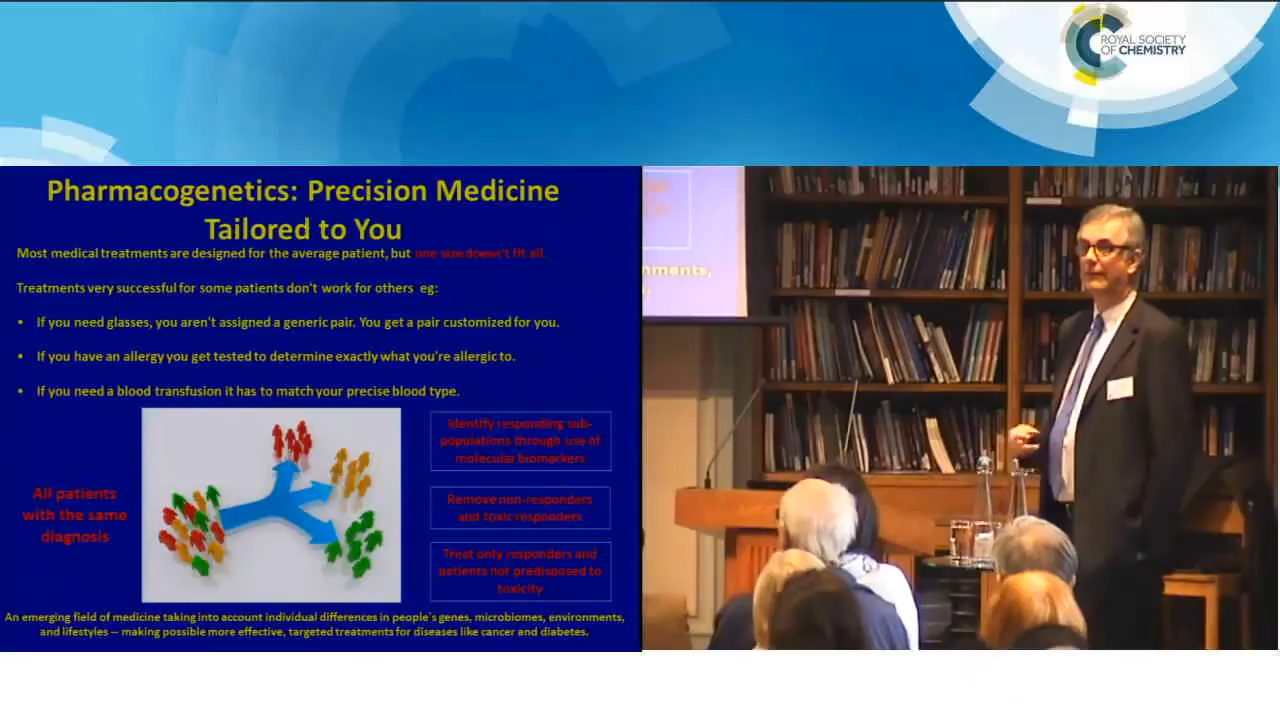 ROYAL SOCIETY
OF CHEMISTRY
Pharmacogenetics: Precision Medicine
Tailored to You
Most medical treatments are designed for the average patient, but one size doesn't fit all.
Treatments very successful for some patients don't work for others eg:
• If you need glasses, you aren't assigned a generic pair. You get a pair customized for you.
• If you have an allergy you get tested to determine exactly what you're allergic to.
• If you need a blood transfusion it has to match your precise blood type.
All patients
with the same
diagnosis
Identify responding sub-
populations through use of
molecular biomarkers
Remove non-responders
and toxic responders
Treat only responders and
patients not predisposed to
toxicity
An emerging field of medicine taking into account individual differences in people's genes, microbiomes, environments,
and lifestyles – making possible more effective, targeted treatments for diseases like cancer and diabetes.
nments,